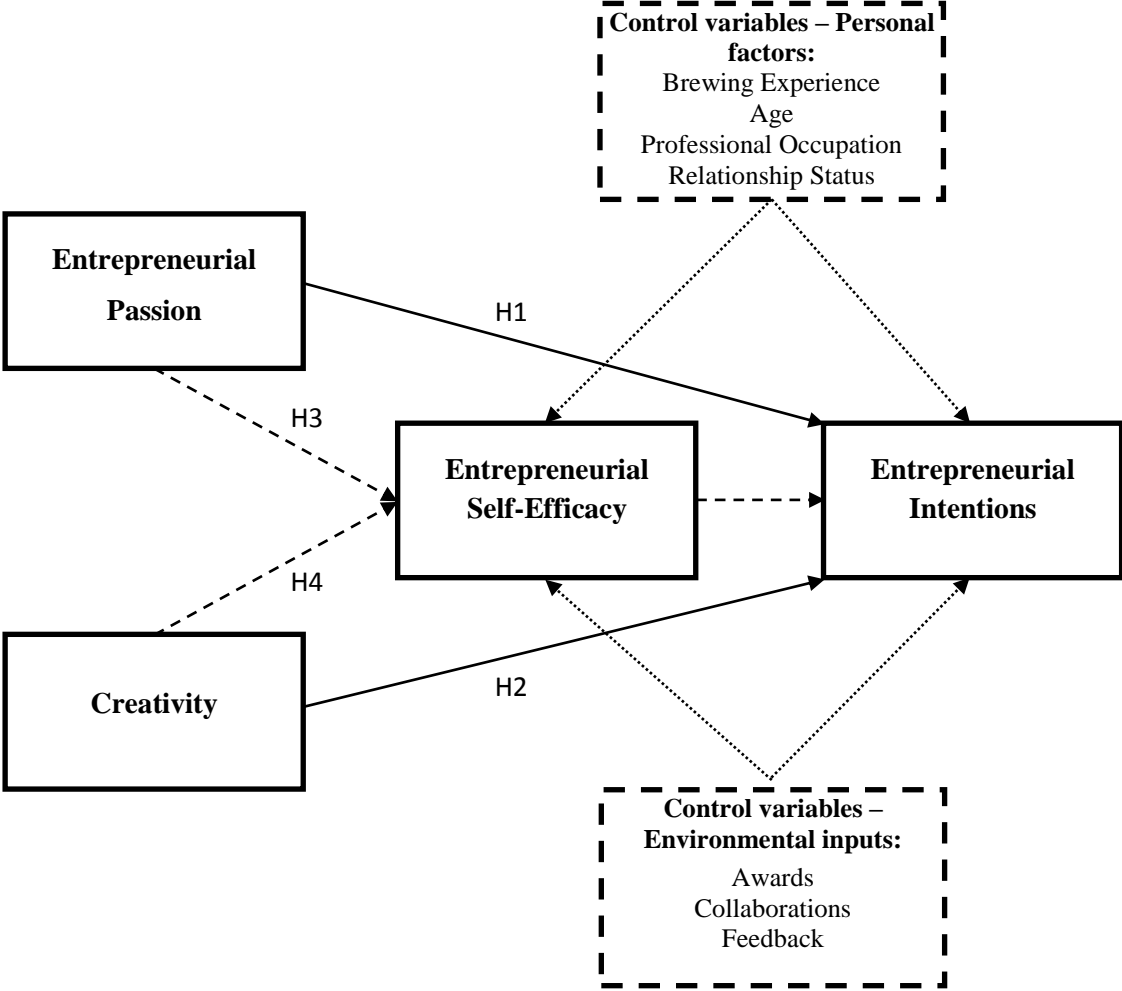 Control variables – Personal
factors:
Brewing Experience
Age
Professional Occupation
Relationship Status
Entrepreneurial
Passion
H1
H3
Entrepreneurial
Self-Efficacy
Entrepreneurial
Intentions
H4
Creativity
H2
Control variables –
Environmental inputs:
Awards
Collaborations
Feedback